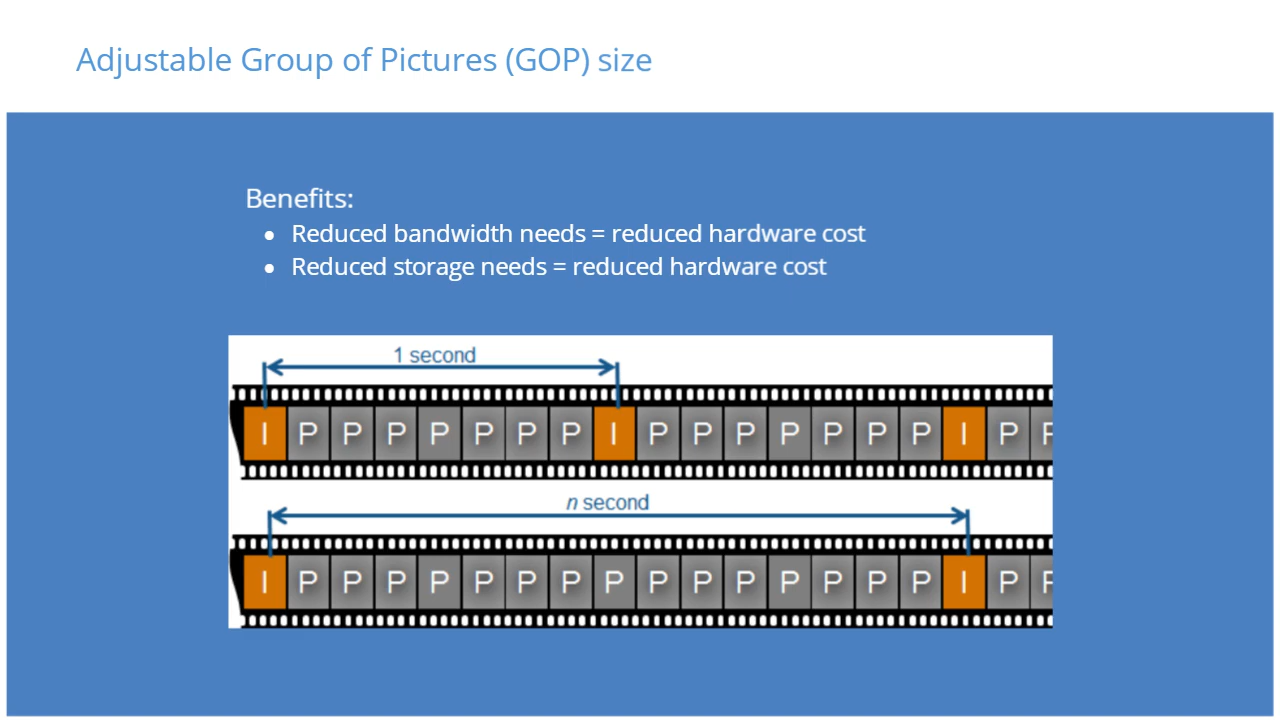 Adjustable Group of Pictures (GOP) size
Benefits:
• Reduced bandwidth needs = reduced hardware cost
• Reduced storage needs = reduced hardware cost
1 second
I P P P P P P P I P P P P P P P I P P
n second
I P P P P P P P P P P P P P P P I P P